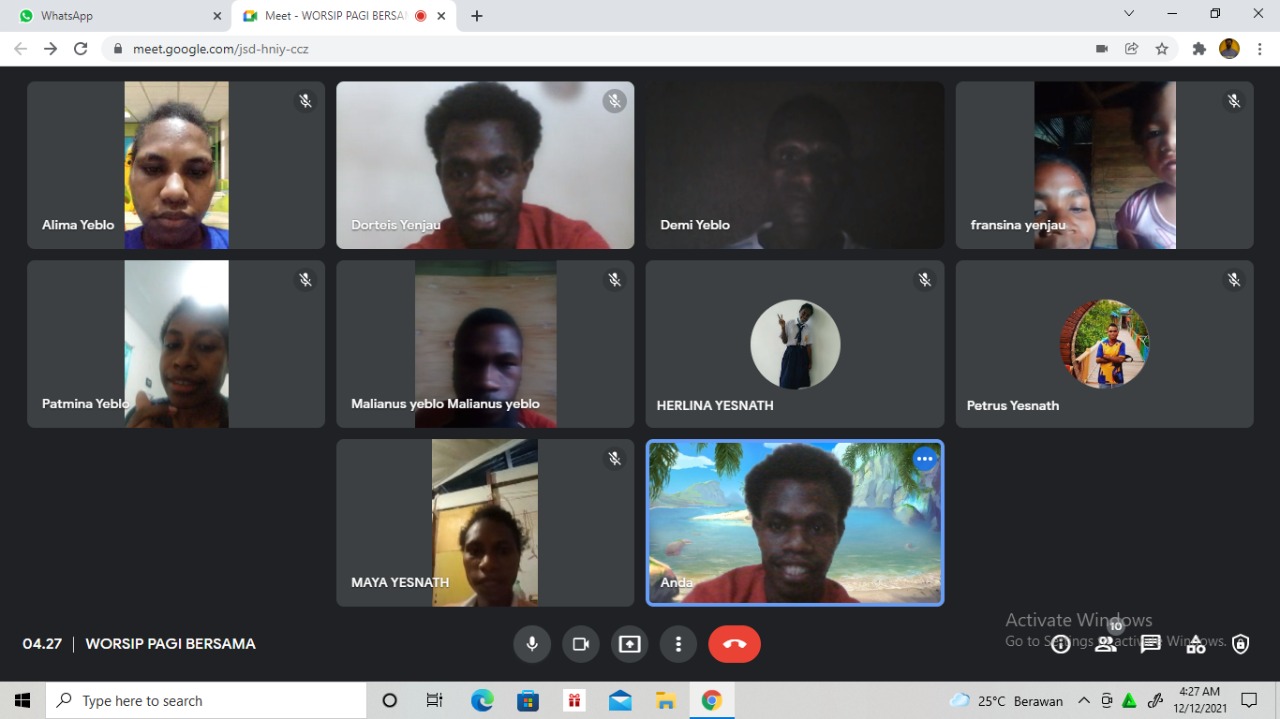 WhatsApp
Meet - WORSIP PAGI BERSA
meet.google.com/jsd-hniy-ccz
Alima Yeblo
Dorteis Yenjau
Demi Yeblo
fransina yenjau
Patmina Yeblo
Malianus yeblo Malianus yeblo
HERLINA YESNATH
Petrus Yesnath
MAYA YESNATH
Anda
Activate Windows
Go to Settings to activate Windows.
10
04.27 | WORSIP PAGI BERSAMA
Type here to search
25°C Berawan
4:27 AM
12/12/2021